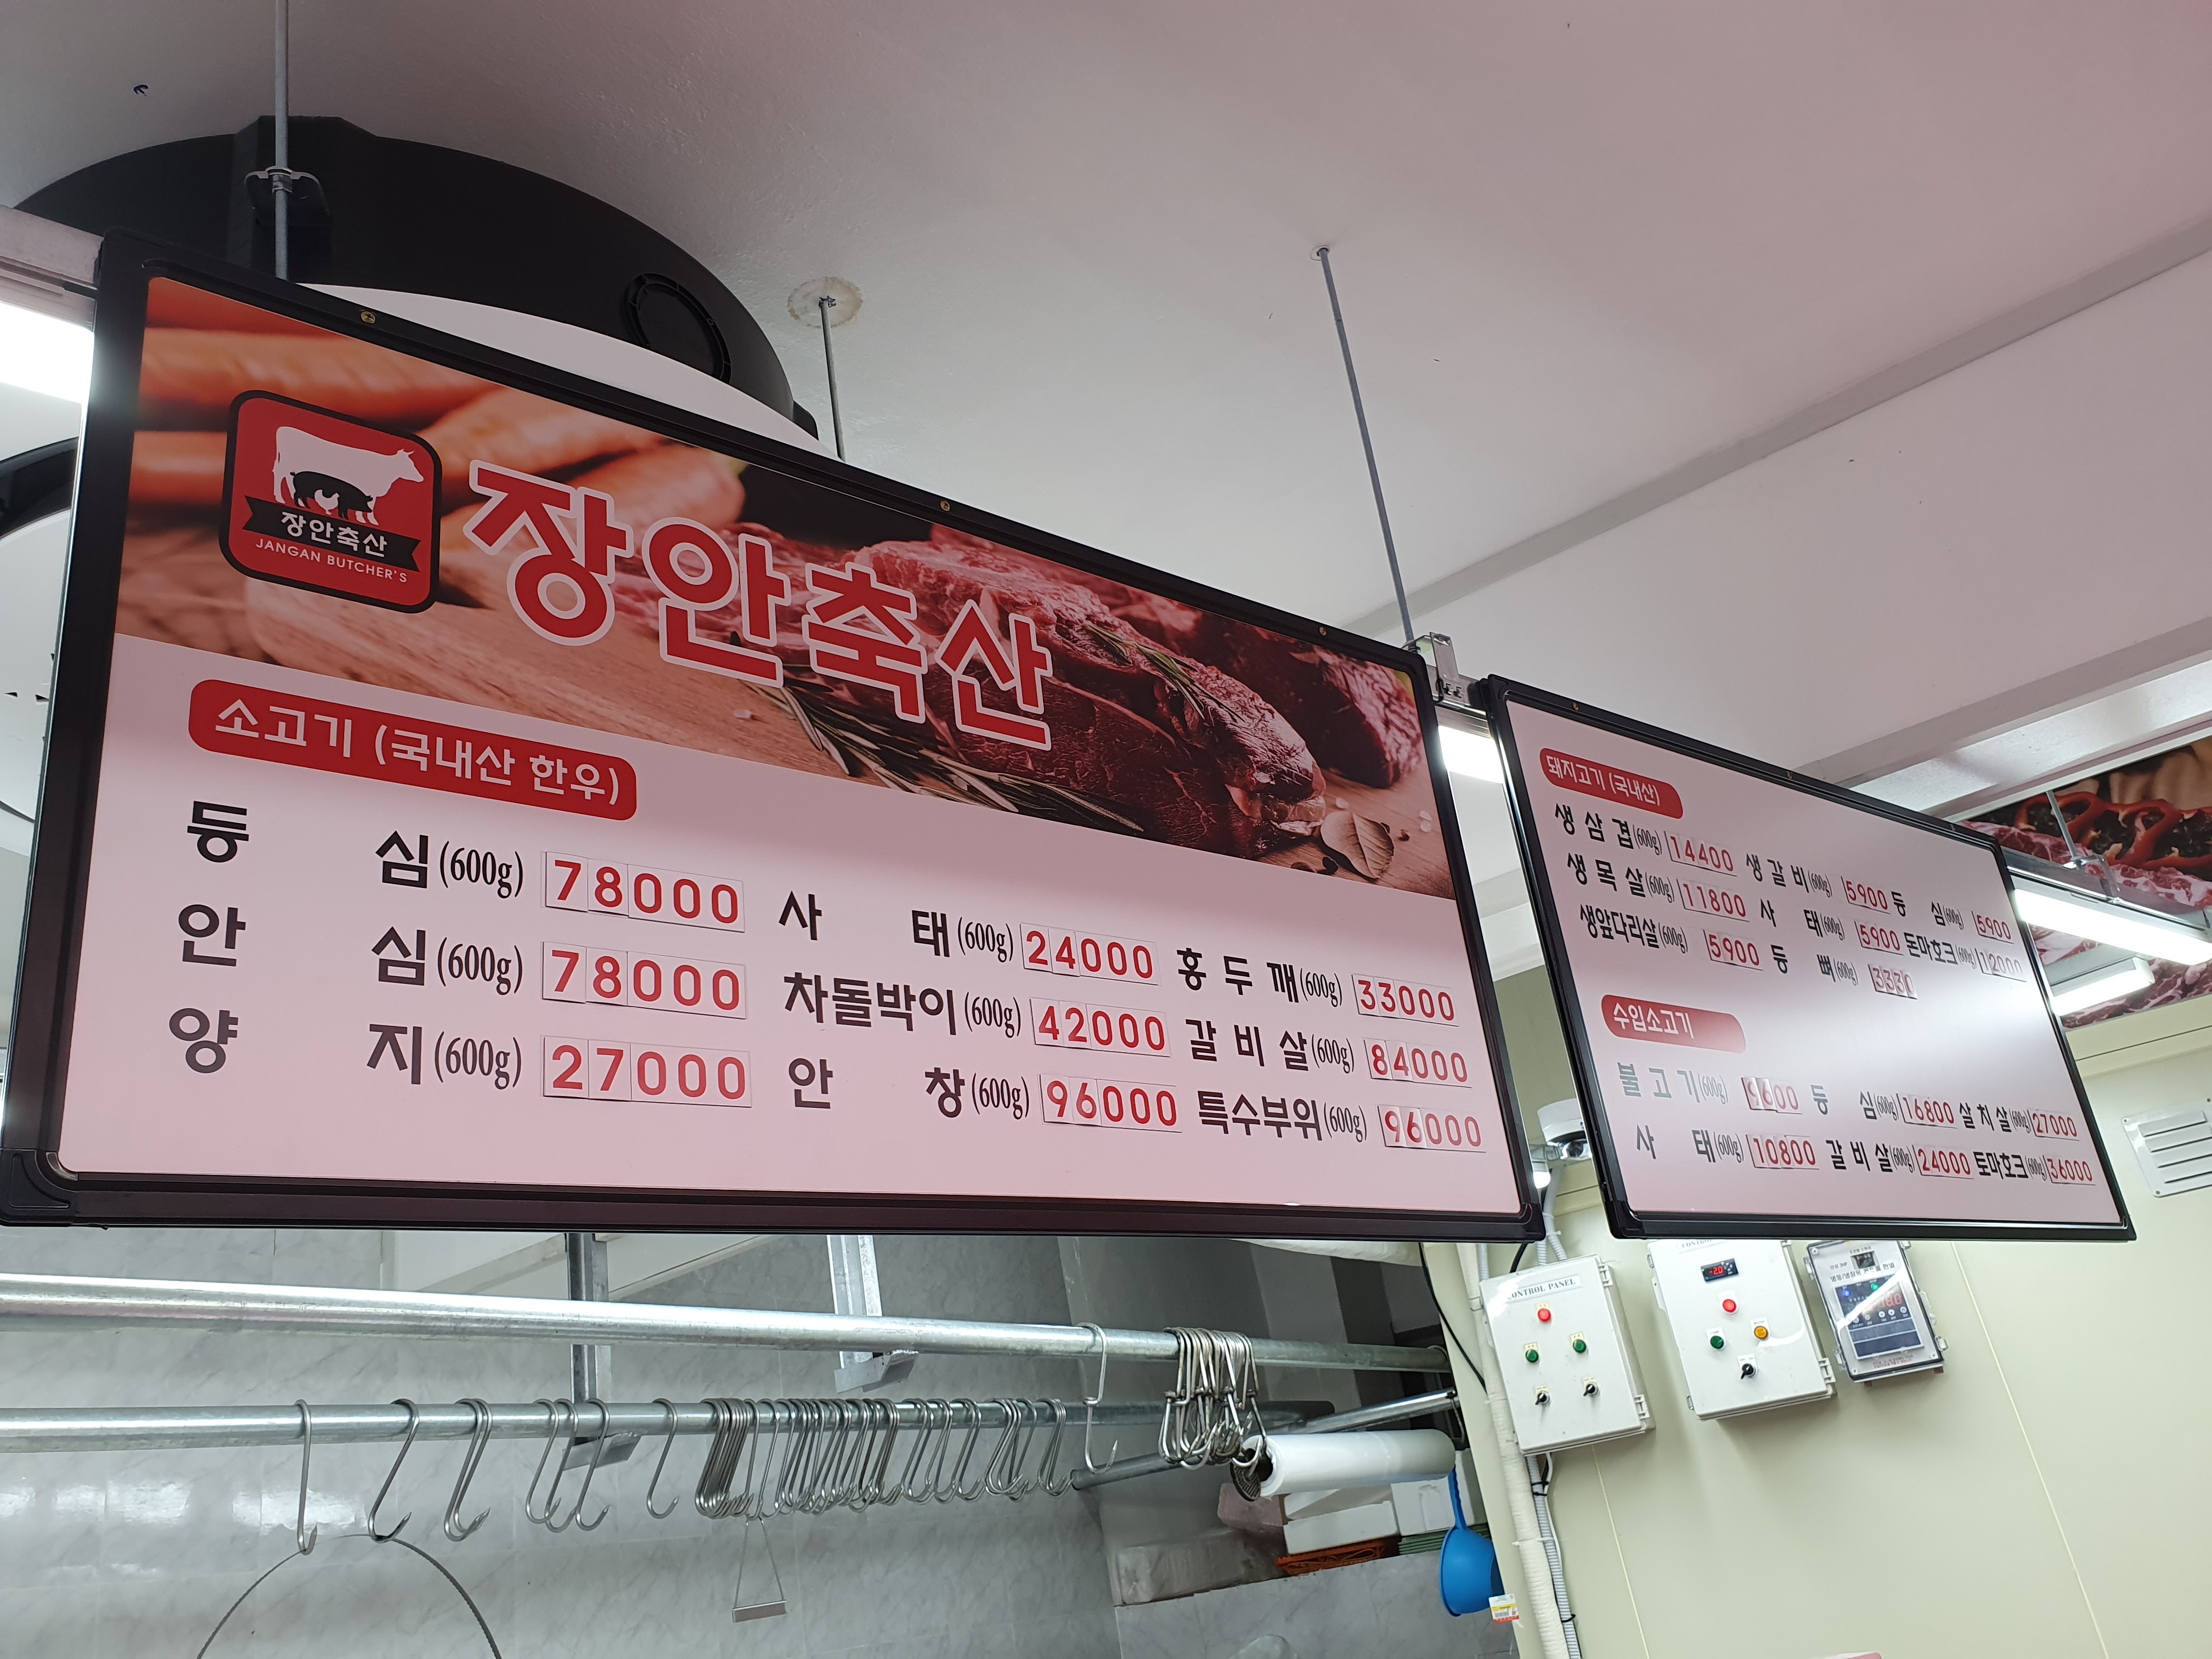 장안축산
JANGAN BUTCHER'S
장안축산
소고기 (국내산 한우)
등 심(600g) 78000 사 태(600g) 24000 홍두깨(600g) 33000
안 심(600g) 78000 차돌박이(600g) 42000 갈비살(600g) 84000
양 지(600g) 27000 안 창(600g) 96000 특수부위(600g) 96000
돼지고기 (국내산)
생삼겹(600g) 14400 생갈비(600g) 5900 등 심(600g) 5900
생목살(600g) 11800 사 태(600g) 5900 돈마호크(600g) 12000
생앞다리살(600g) 5900 등 뼈(600g)
수입소고기
불고기(600g) 9600 등 심(600g) 16800 살치살(600g) 27000
사 태(600g) 10800 갈비살(600g) 24000 토마호크(600g) 36000
CONTROL PANEL